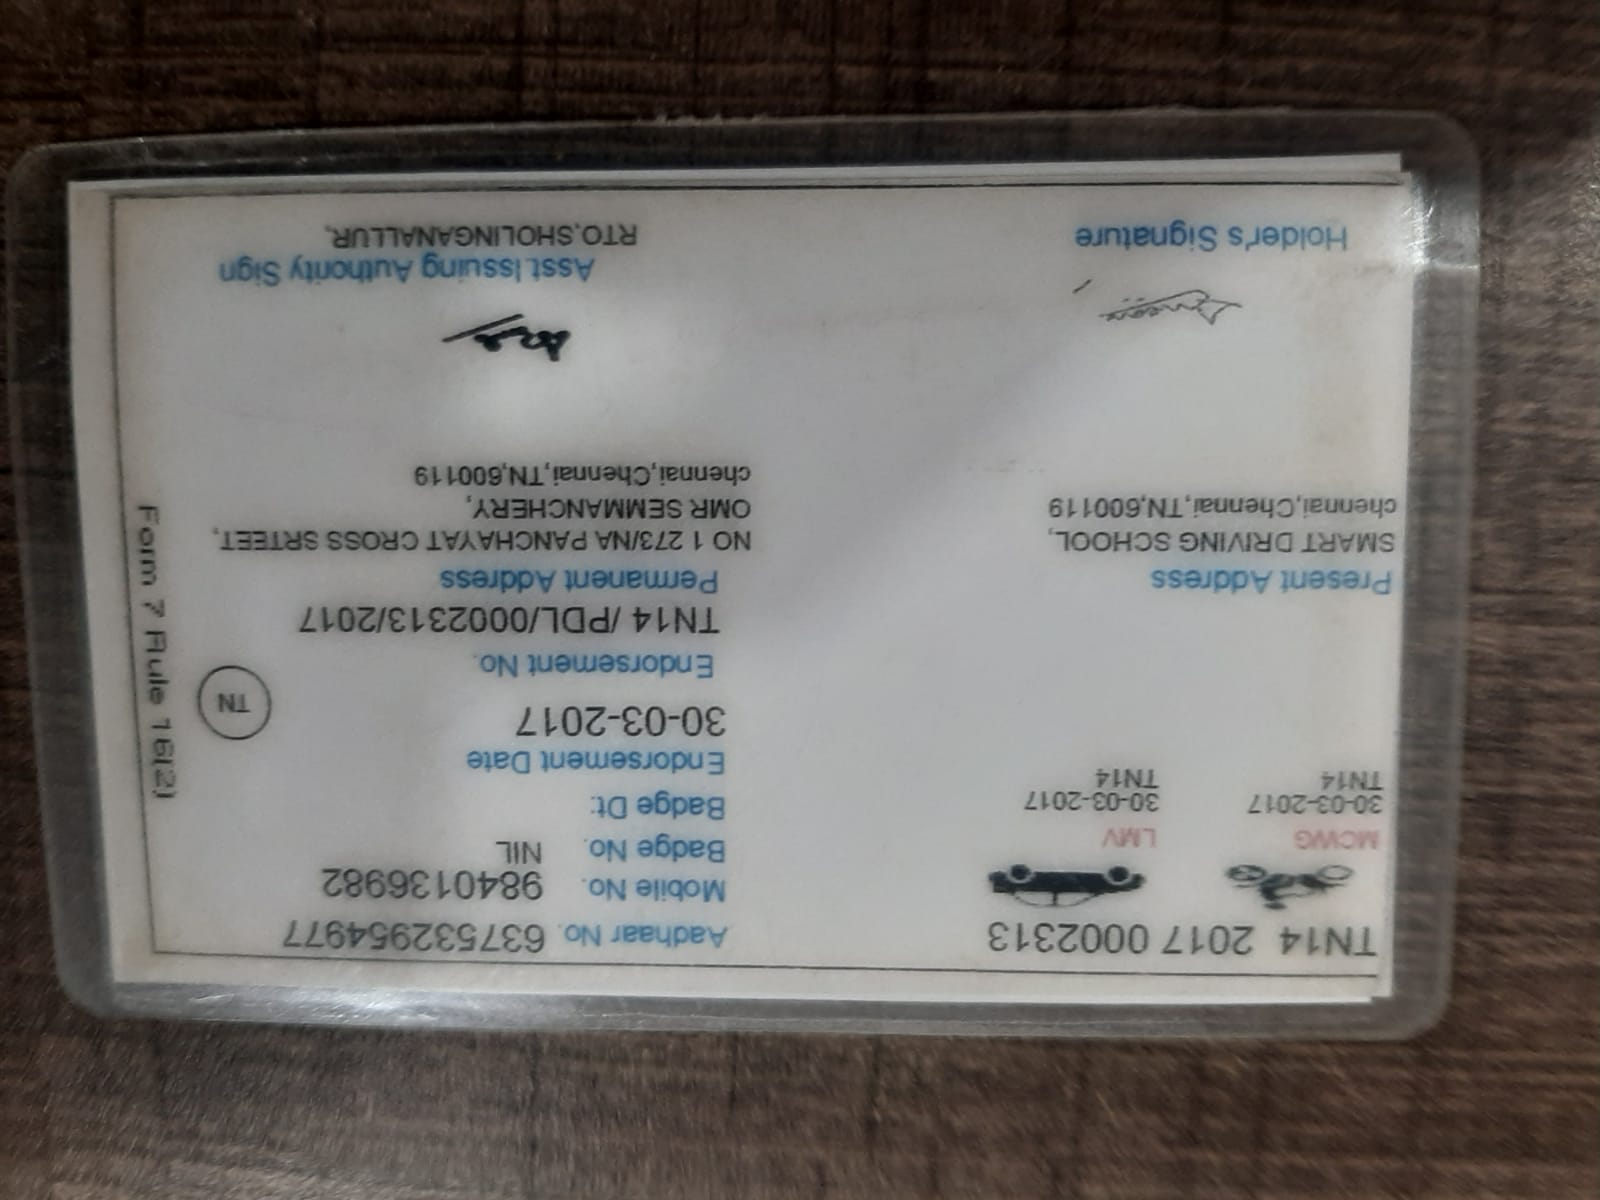 TN14 2017 0002313
MCWG
30-03-2017
TN14
LMV
30-03-2017
TN14
Present Address
SMART DRIVING SCHOOL,
chennai,Chennai,TN,600119
Holder's Signature
Aadhaar No. 637532954977
Mobile No. 9840136982
Badge No. NIL
Badge Dt:
Endorsement Date
30-03-2017
Endorsement No.
TN14 /PDL/0002313/2017
Permanent Address
NO 1 273/NA PANCHAYAT CROSS SRTEET,
OMR SEMMANCHERY,
chennai,Chennai,TN,600119
Asst.Issuing Authority Sign
RTO,SHOLINGANALLUR,
TN
Form 7 Rule 16(2)